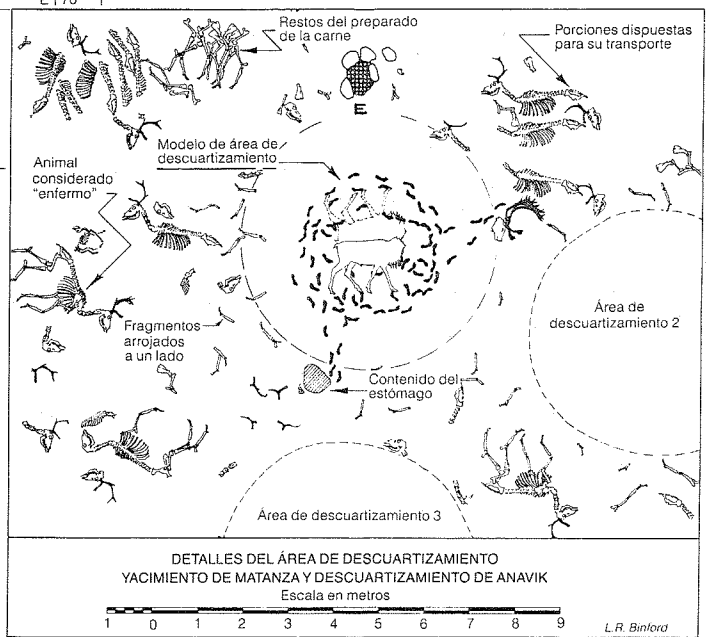 Restos del preparado
de la carne
Porciones dispuestas
para su transporte
E
Modelo de área de
descuartizamiento
Animal
considerado
"enfermo"
Área de
descuartizamiento 2
Fragmentos
arrojados
a un lado
Contenido del
estómago
Área de descuartizamiento 3
DETALLES DEL ÁREA DE DESCUARTIZAMIENTO
YACIMIENTO DE MATANZA Y DESCUARTIZAMIENTO DE ANAVIK
Escala en metros
1 0 1 2 3 4 5 6 7 8 9
L.R. Binford